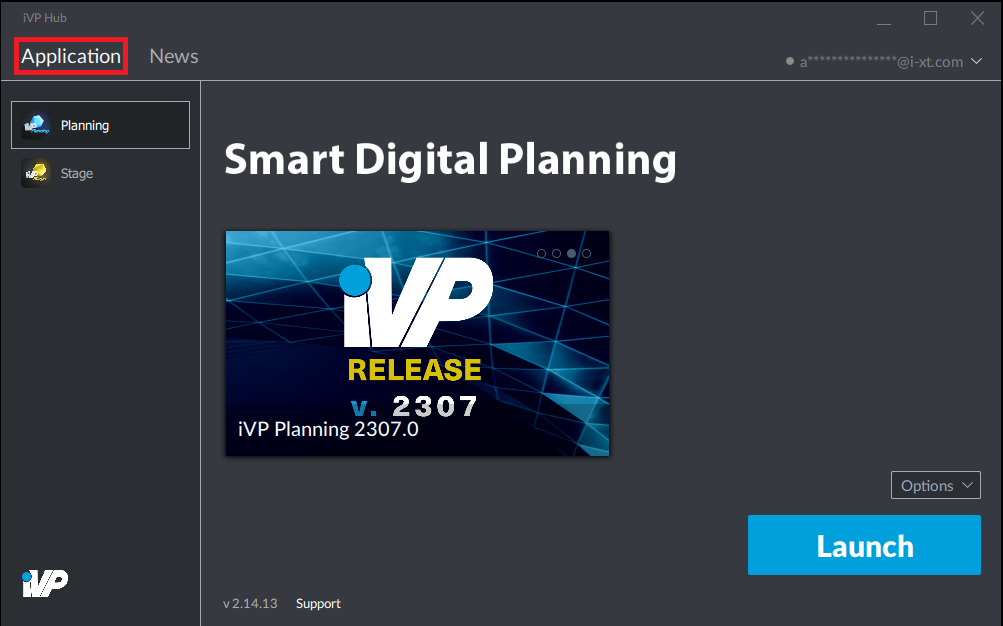 iVP Hub
Application
News
a***************@i-xt.com
Planning
Stage
Smart Digital Planning
iVP
RELEASE
v. 2307
iVP Planning 2307.0
Options
Launch
iVP
v 2.14.13
Support